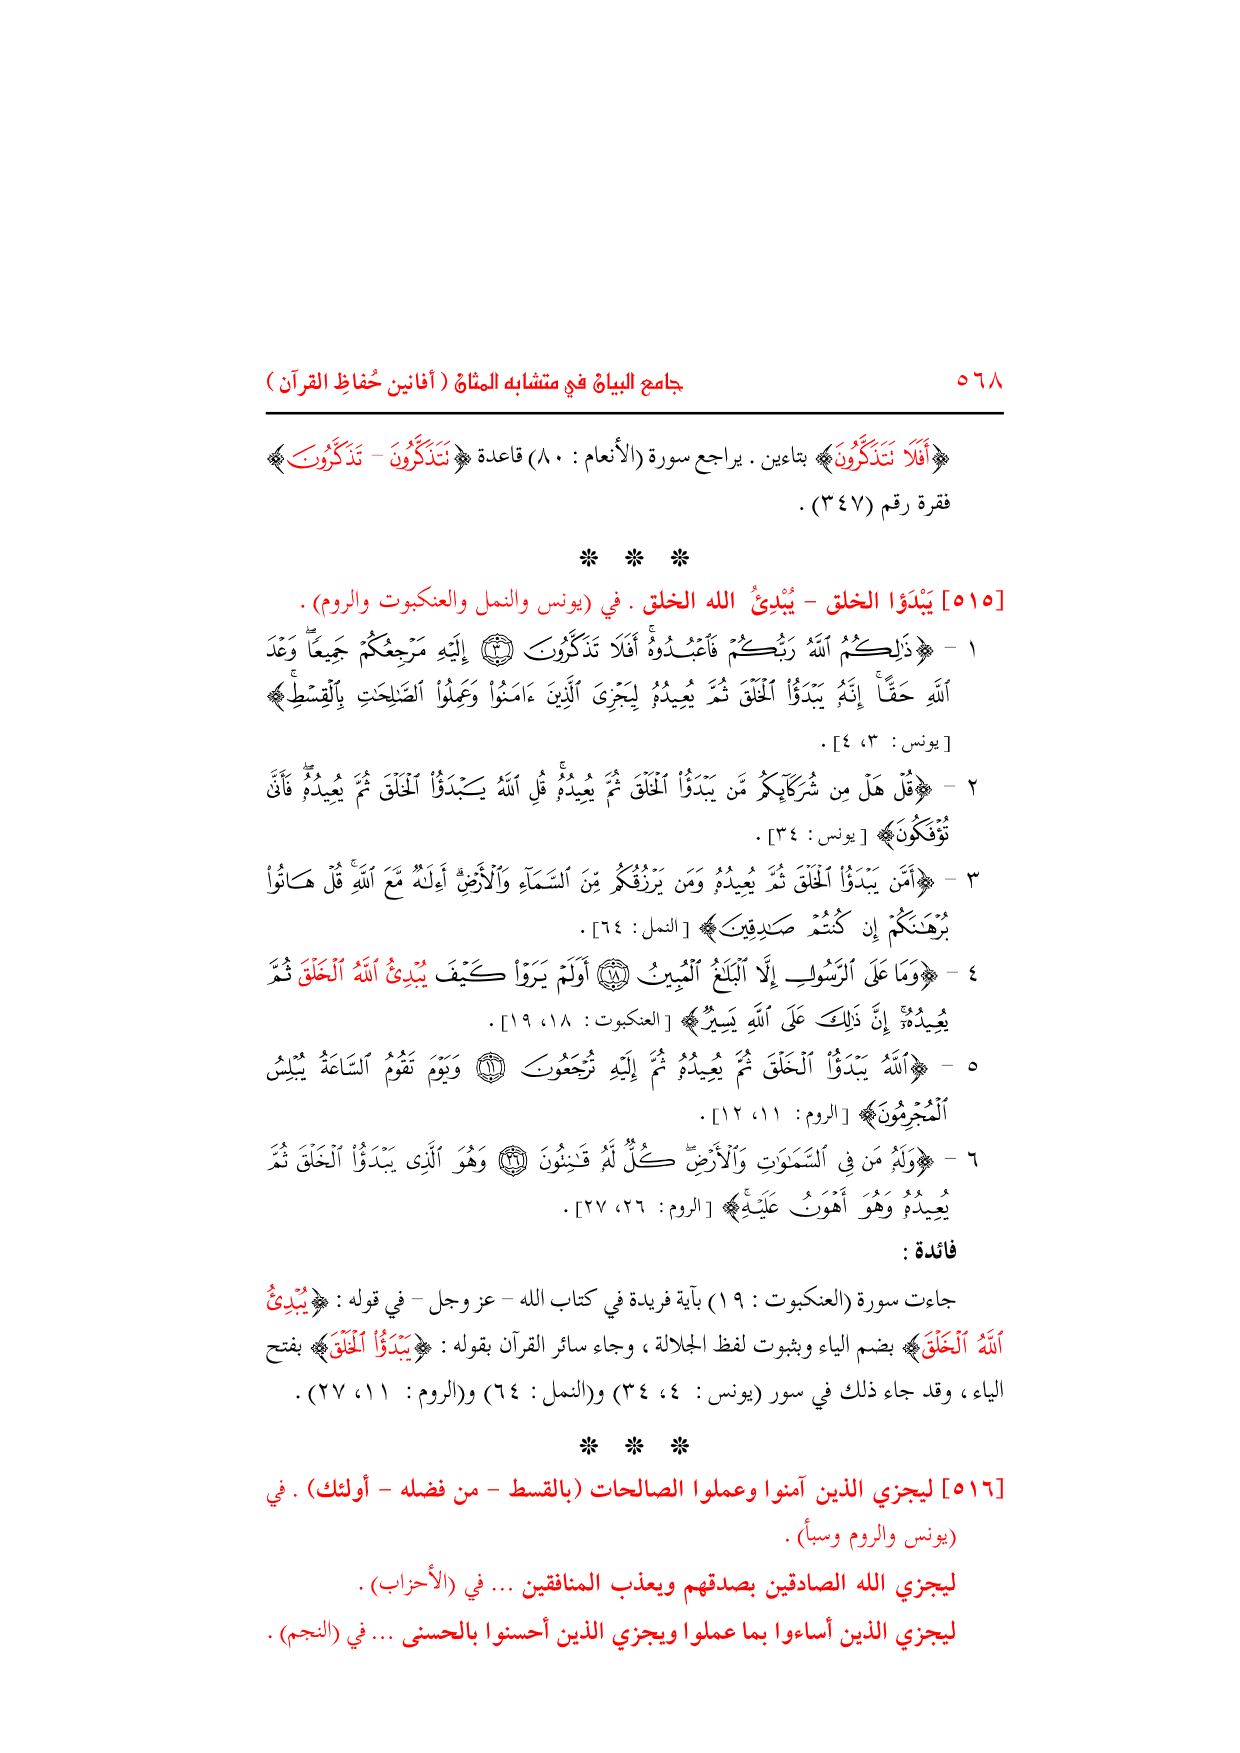 ٥٦٨ جامع البيان في متشابه المثان ( أفانين حُفاظِ القرآن )
﴿أَفَلَا تَتَذَكَّرُونَ﴾ بتاءين . يراجع سورة (الأنعام : ٨٠) قاعدة ﴿تَتَذَكَّرُونَ – تَذَكَّرُونَ﴾
فقرة رقم (٣٤٧) .
❊ ❊ ❊
[٥١٥] يَبْدَؤا الخلق – يُبْدِئُ الله الخلق . في (يونس والنمل والعنكبوت والروم) .
١ – ﴿ذَٰلِكُمُ ٱللَّهُ رَبُّكُمۡ فَٱعۡبُدُوهُۚ أَفَلَا تَذَكَّرُونَ ۝٣ إِلَيۡهِ مَرۡجِعُكُمۡ جَمِيعٗاۖ وَعۡدَ
ٱللَّهِ حَقًّاۚ إِنَّهُۥ يَبۡدَؤُاْ ٱلۡخَلۡقَ ثُمَّ يُعِيدُهُۥ لِيَجۡزِيَ ٱلَّذِينَ ءَامَنُواْ وَعَمِلُواْ ٱلصَّٰلِحَٰتِ بِٱلۡقِسۡطِۚ﴾
[يونس : ٣، ٤] .
٢ – ﴿قُلۡ هَلۡ مِن شُرَكَآئِكُم مَّن يَبۡدَؤُاْ ٱلۡخَلۡقَ ثُمَّ يُعِيدُهُۥۚ قُلِ ٱللَّهُ يَبۡدَؤُاْ ٱلۡخَلۡقَ ثُمَّ يُعِيدُهُۥۖ فَأَنَّىٰ
تُؤۡفَكُونَ﴾ [يونس : ٣٤] .
٣ – ﴿أَمَّن يَبۡدَؤُاْ ٱلۡخَلۡقَ ثُمَّ يُعِيدُهُۥ وَمَن يَرۡزُقُكُم مِّنَ ٱلسَّمَآءِ وَٱلۡأَرۡضِۗ أَءِلَٰهٞ مَّعَ ٱللَّهِۚ قُلۡ هَاتُواْ
بُرۡهَٰنَكُمۡ إِن كُنتُمۡ صَٰدِقِينَ﴾ [النمل : ٦٤] .
٤ – ﴿وَمَا عَلَى ٱلرَّسُولِ إِلَّا ٱلۡبَلَٰغُ ٱلۡمُبِينُ ۝١٨ أَوَلَمۡ يَرَوۡاْ كَيۡفَ يُبۡدِئُ ٱللَّهُ ٱلۡخَلۡقَ ثُمَّ
يُعِيدُهُۥٓۚ إِنَّ ذَٰلِكَ عَلَى ٱللَّهِ يَسِيرٞ﴾ [العنكبوت : ١٨، ١٩] .
٥ – ﴿ٱللَّهُ يَبۡدَؤُاْ ٱلۡخَلۡقَ ثُمَّ يُعِيدُهُۥ ثُمَّ إِلَيۡهِ تُرۡجَعُونَ ۝١١ وَيَوۡمَ تَقُومُ ٱلسَّاعَةُ يُبۡلِسُ
ٱلۡمُجۡرِمُونَ﴾ [الروم : ١١، ١٢] .
٦ – ﴿وَلَهُۥ مَن فِي ٱلسَّمَٰوَٰتِ وَٱلۡأَرۡضِۖ كُلّٞ لَّهُۥ قَٰنِتُونَ ۝٢٦ وَهُوَ ٱلَّذِي يَبۡدَؤُاْ ٱلۡخَلۡقَ ثُمَّ
يُعِيدُهُۥ وَهُوَ أَهۡوَنُ عَلَيۡهِۚ﴾ [الروم : ٢٦، ٢٧] .
فائدة :
جاءت سورة (العنكبوت : ١٩) بآية فريدة في كتاب الله – عز وجل – في قوله : ﴿يُبۡدِئُ
ٱللَّهُ ٱلۡخَلۡقَ﴾ بضم الياء وبثبوت لفظ الجلالة ، وجاء سائر القرآن بقوله : ﴿يَبۡدَؤُاْ ٱلۡخَلۡقَ﴾ بفتح
الياء ، وقد جاء ذلك في سور (يونس : ٤، ٣٤) و(النمل : ٦٤) و(الروم : ١١، ٢٧) .
❊ ❊ ❊
[٥١٦] ليجزي الذين آمنوا وعملوا الصالحات (بالقسط – من فضله – أولئك) . في
(يونس والروم وسبأ) .
ليجزي الله الصادقين بصدقهم ويعذب المنافقين ... في (الأحزاب) .
ليجزي الذين أساءوا بما عملوا ويجزي الذين أحسنوا بالحسنى ... في (النجم) .